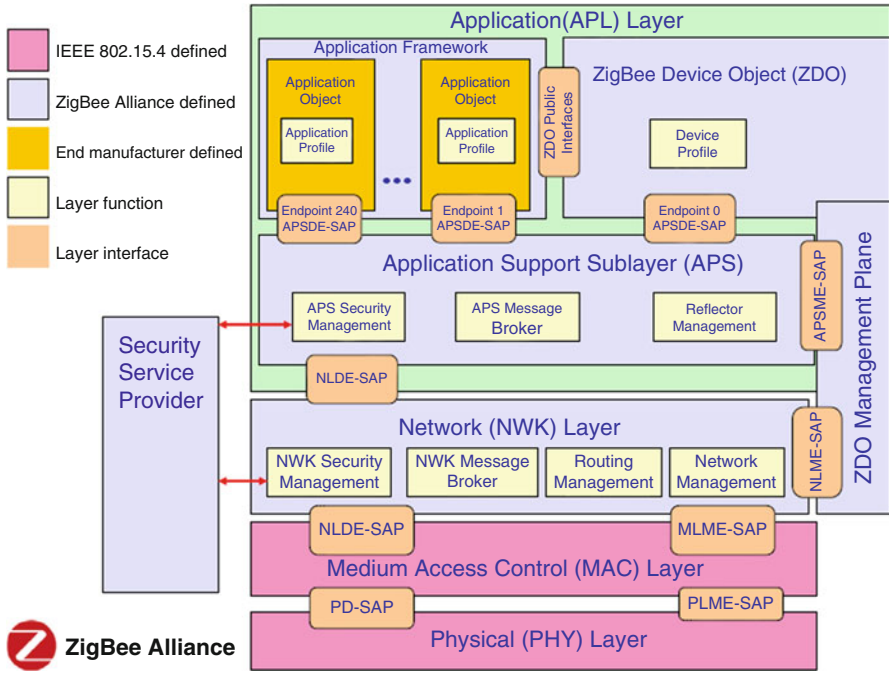 Application(APL) Layer
IEEE 802.15.4 defined
ZigBee Alliance defined
End manufacturer defined
Layer function
Layer interface
Application Framework
Application
Object
Application
Profile
...
Application
Object
Application
Profile
ZDO Public
Interfaces
ZigBee Device Object (ZDO)
Device
Profile
Endpoint 240
APSDE-SAP
Endpoint 1
APSDE-SAP
Endpoint 0
APSDE-SAP
Application Support Sublayer (APS)
APS Security
Management
APS Message
Broker
Reflector
Management
APSME-SAP
ZDO Management Plane
Security
Service
Provider
NLDE-SAP
Network (NWK) Layer
NWK Security
Management
NWK Message
Broker
Routing
Management
Network
Management
NLME-SAP
NLDE-SAP
MLME-SAP
Medium Access Control (MAC) Layer
PD-SAP
PLME-SAP
Physical (PHY) Layer
ZigBee Alliance